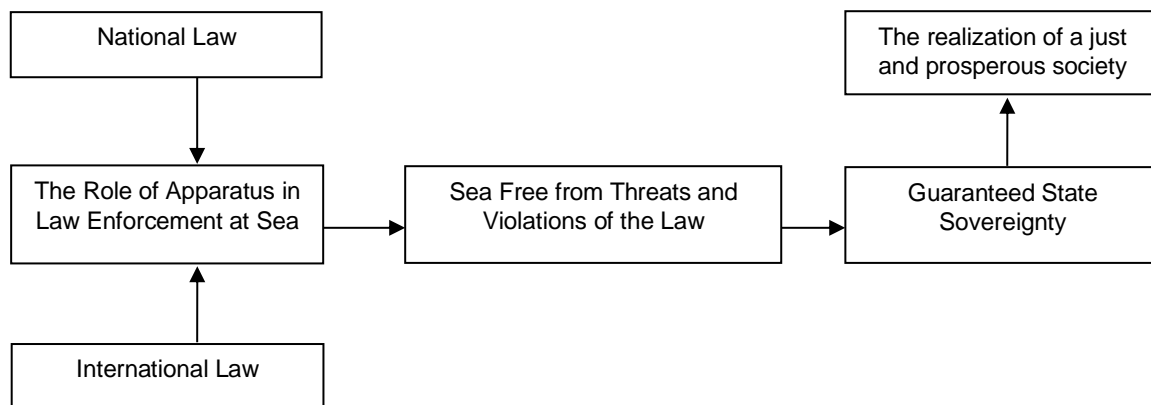 National Law
The realization of a just
and prosperous society
The Role of Apparatus in
Law Enforcement at Sea
Sea Free from Threats and
Violations of the Law
Guaranteed State
Sovereignty
International Law